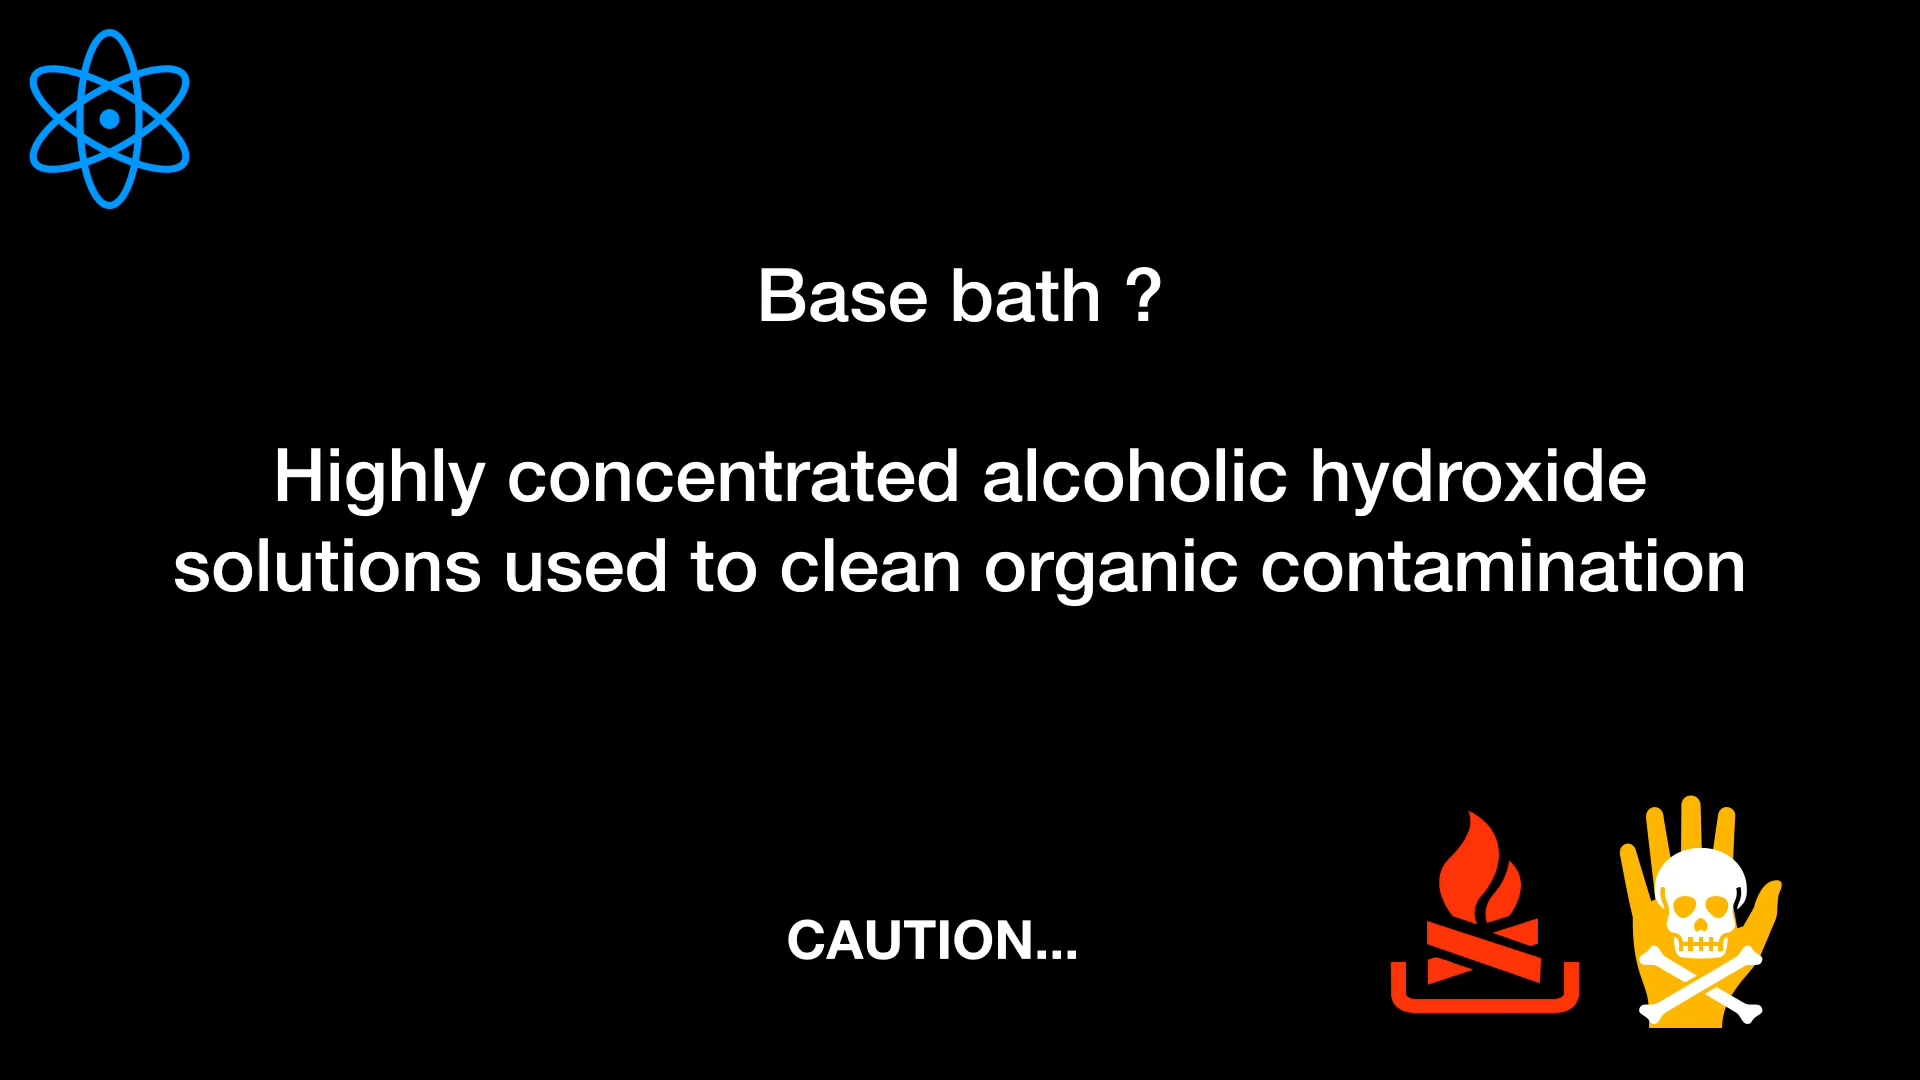 Base bath ?
Highly concentrated alcoholic hydroxide
solutions used to clean organic contamination
CAUTION...